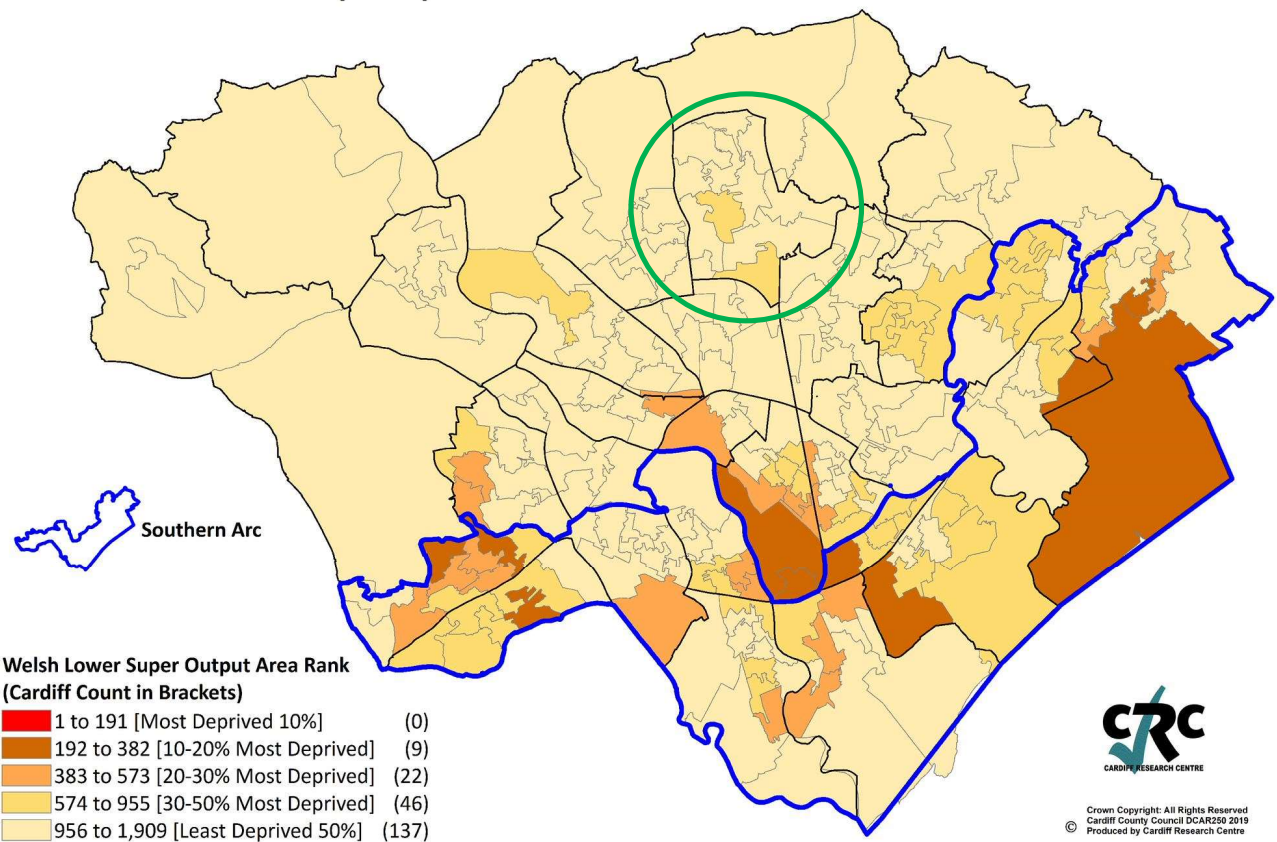 Southern Arc
Welsh Lower Super Output Area Rank
(Cardiff Count in Brackets)
1 to 191 [Most Deprived 10%] (0)
192 to 382 [10-20% Most Deprived] (9)
383 to 573 [20-30% Most Deprived] (22)
574 to 955 [30-50% Most Deprived] (46)
956 to 1,909 [Least Deprived 50%] (137)
CRC
CARDIFF RESEARCH CENTRE
Crown Copyright: All Rights Reserved
Cardiff County Council DCAR250 2019
© Produced by Cardiff Research Centre